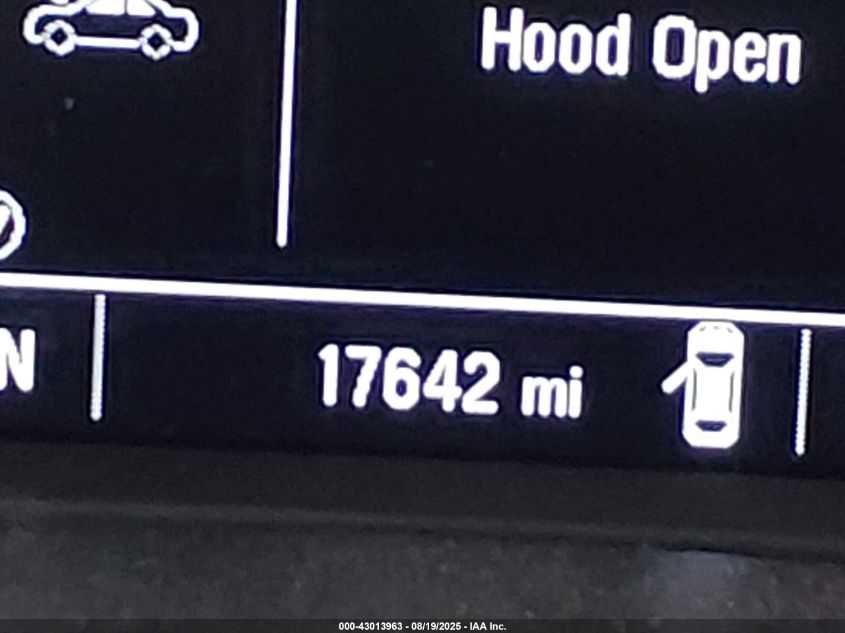 Hood Open
N
17642 mi
000-43013963 - 08/19/2025 - IAA Inc.